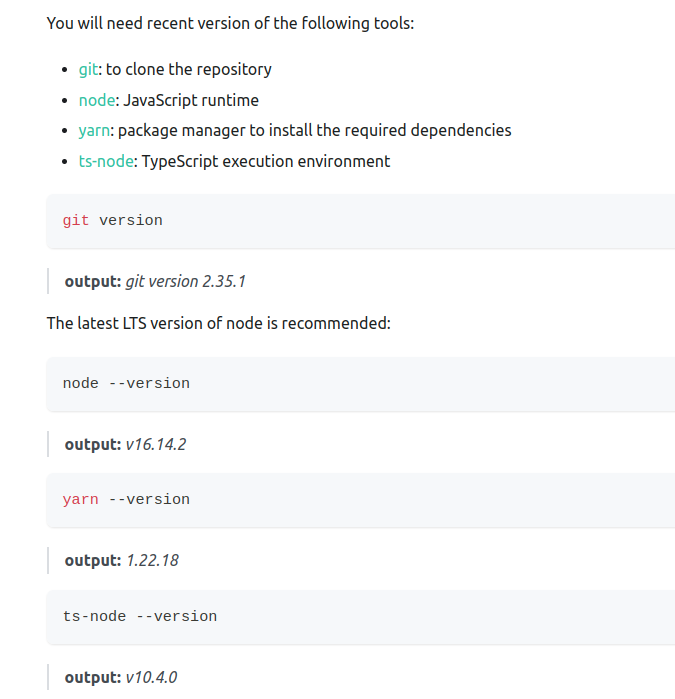 You will need recent version of the following tools:
• git: to clone the repository
• node: JavaScript runtime
• yarn: package manager to install the required dependencies
• ts-node: TypeScript execution environment
git version
output: git version 2.35.1
The latest LTS version of node is recommended:
node --version
output: v16.14.2
yarn --version
output: 1.22.18
ts-node --version
output: v10.4.0